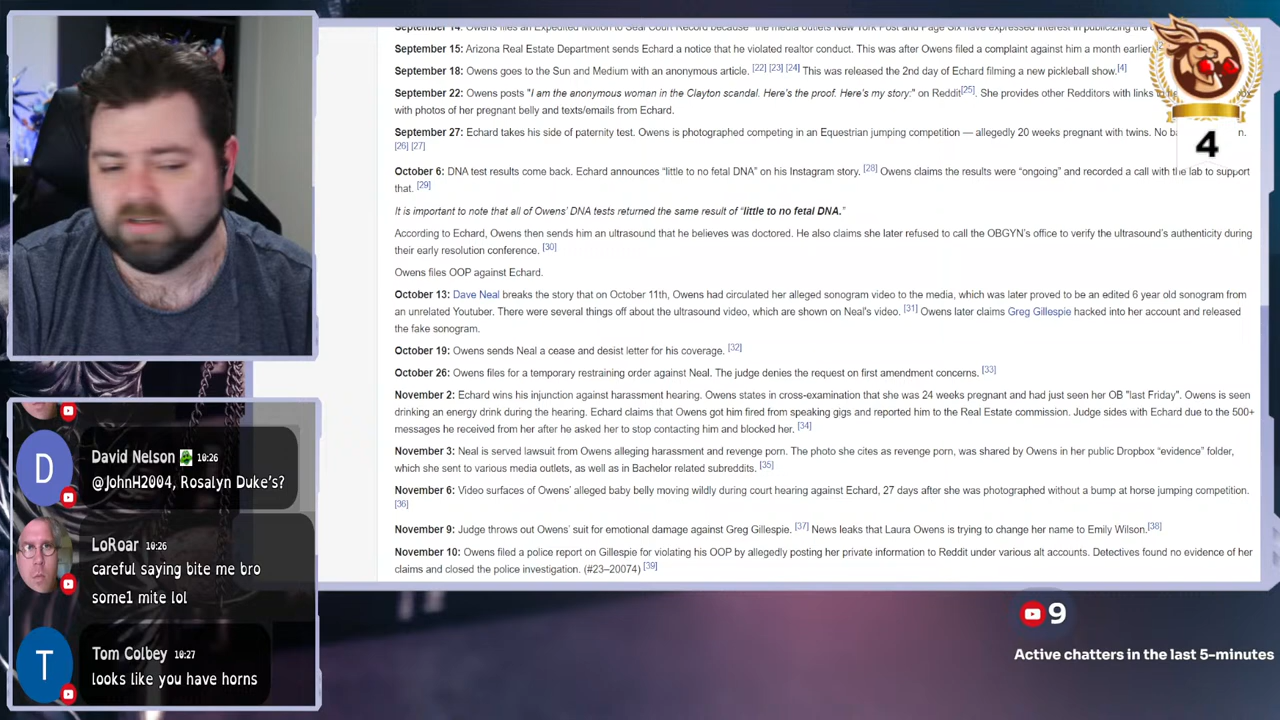 September 14: Owens files an Expedited Motion to Seal Court Record because "the media outlets New York Post and Page Six have expressed interest in publicizing the
September 15: Arizona Real Estate Department sends Echard a notice that he violated realtor conduct. This was after Owens filed a complaint against him a month earlier.
September 18: Owens goes to the Sun and Medium with an anonymous article. [22] [23] [24] This was released the 2nd day of Echard filming a new pickleball show.[4]
September 22: Owens posts "I am the anonymous woman in the Clayton scandal. Here's the proof. Here's my story:" on Reddit[25]. She provides other Redditors with links to
with photos of her pregnant belly and texts/emails from Echard.
September 27: Echard takes his side of paternity test. Owens is photographed competing in an Equestrian jumping competition — allegedly 20 weeks pregnant with twins. No
[26] [27]
October 6: DNA test results come back. Echard announces "little to no fetal DNA" on his Instagram story. [28] Owens claims the results were "ongoing" and recorded a call with the lab to support
that. [29]
It is important to note that all of Owens' DNA tests returned the same result of "little to no fetal DNA."
According to Echard, Owens then sends him an ultrasound that he believes was doctored. He also claims she later refused to call the OBGYN's office to verify the ultrasound's authenticity during
their early resolution conference. [30]
Owens files OOP against Echard.
October 13: Dave Neal breaks the story that on October 11th, Owens had circulated her alleged sonogram video to the media, which was later proved to be an edited 6 year old sonogram from
an unrelated Youtuber. There were several things off about the ultrasound video, which are shown on Neal's video. [31] Owens later claims Greg Gillespie hacked into her account and released
the fake sonogram.
October 19: Owens sends Neal a cease and desist letter for his coverage. [32]
October 26: Owens files for a temporary restraining order against Neal. The judge denies the request on first amendment concerns. [33]
November 2: Echard wins his injunction against harassment hearing. Owens states in cross-examination that she was 24 weeks pregnant and had just seen her OB "last Friday". Owens is seen
drinking an energy drink during the hearing. Echard claims that Owens got him fired from speaking gigs and reported him to the Real Estate commission. Judge sides with Echard due to the 500+
messages he received from her after he asked her to stop contacting him and blocked her. [34]
November 3: Neal is served lawsuit from Owens alleging harassment and revenge porn. The photo she cites as revenge porn, was shared by Owens in her public Dropbox "evidence" folder,
which she sent to various media outlets, as well as in Bachelor related subreddits. [35]
November 6: Video surfaces of Owens' alleged baby belly moving wildly during court hearing against Echard, 27 days after she was photographed without a bump at horse jumping competition.
[36]
November 9: Judge throws out Owens' suit for emotional damage against Greg Gillespie. [37] News leaks that Laura Owens is trying to change her name to Emily Wilson.[38]
November 10: Owens filed a police report on Gillespie for violating his OOP by allegedly posting her private information to Reddit under various alt accounts. Detectives found no evidence of her
claims and closed the police investigation. (#23–20074) [39]
4
D
David Nelson 10:26
@JohnH2004, Rosalyn Duke's?
LoRoar 10:26
careful saying bite me bro
some1 mite lol
T
Tom Colbey 10:27
looks like you have horns
9
Active chatters in the last 5-minutes